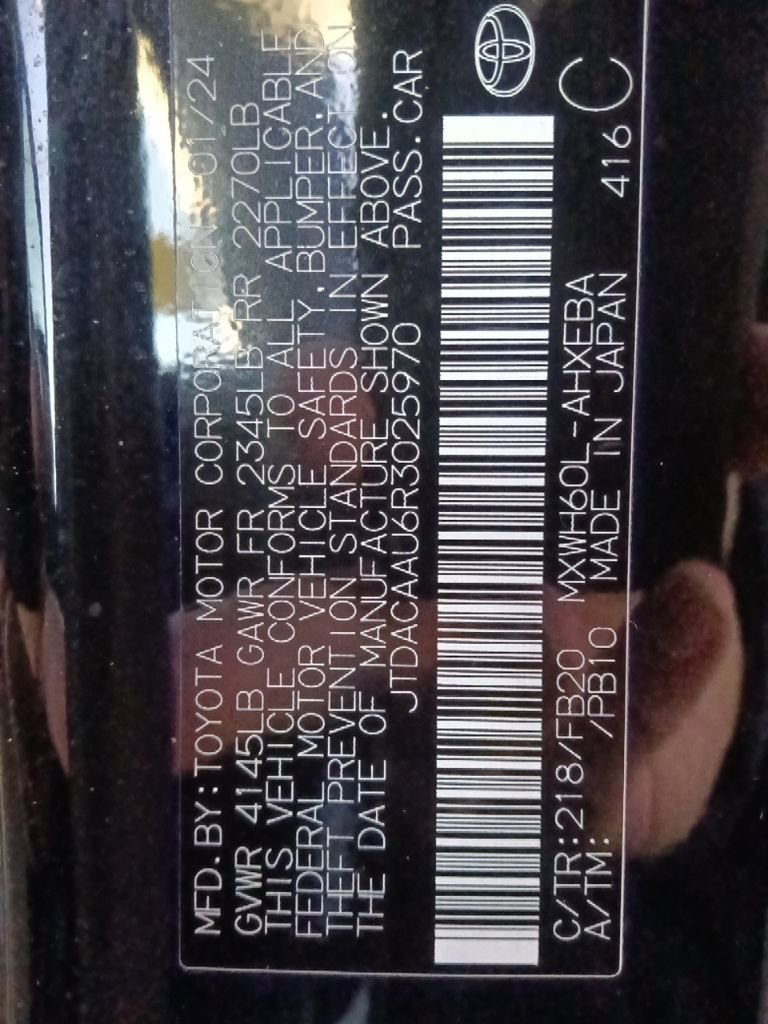 MFD. BY: TOYOTA MOTOR CORPORATION 01/24
GVWR 4145LB GAWR FR 2345LB RR 2270LB
THIS VEHICLE CONFORMS TO ALL APPLICABLE
FEDERAL MOTOR VEHICLE SAFETY, BUMPER, AND
THEFT PREVENTION STANDARDS IN EFFECT ON
THE DATE OF MANUFACTURE SHOWN ABOVE.
JTDACAAU6R3025970 PASS. CAR
C/TR: 218/FB20 MXWH60L-AHXEBA
A/TM: /PB10 MADE IN JAPAN 416 C